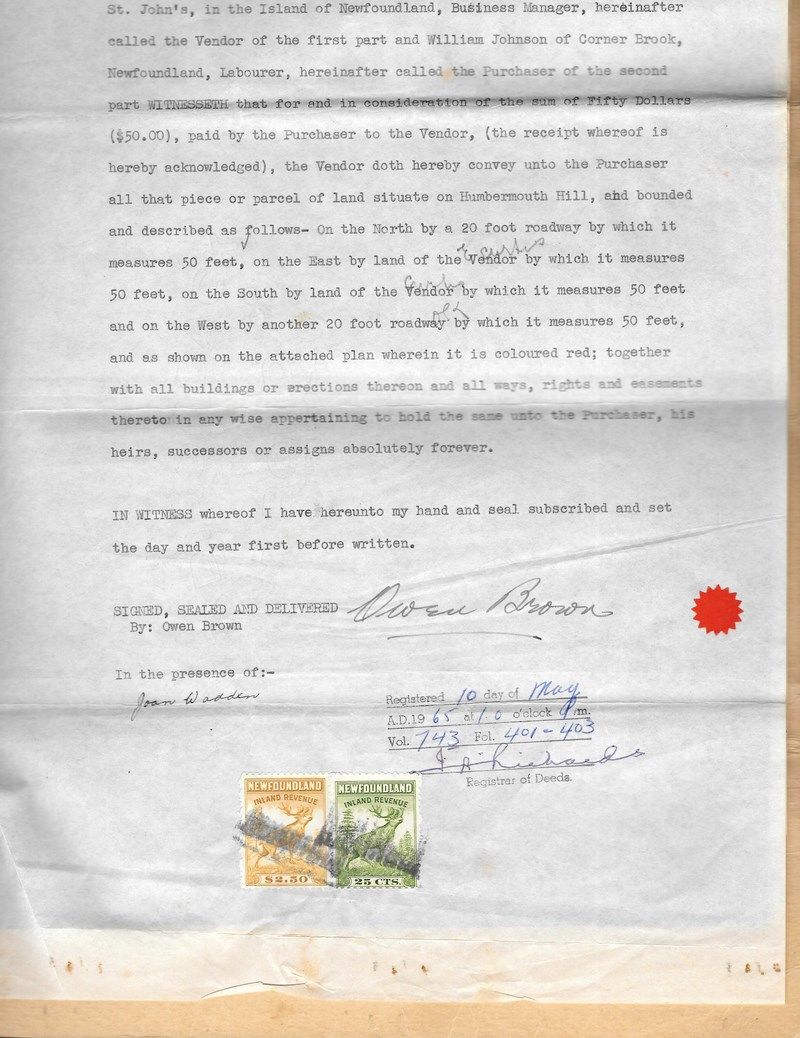 St. John's, in the Island of Newfoundland, Business Manager, hereinafter
called the Vendor of the first part and William Johnson of Corner Brook,
Newfoundland, Labourer, hereinafter called the Purchaser of the second
part WITNESSETH that for and in consideration of the sum of Fifty Dollars
($50.00), paid by the Purchaser to the Vendor, (the receipt whereof is
hereby acknowledged), the Vendor doth hereby convey unto the Purchaser
all that piece or parcel of land situate on Humbermouth Hill, and bounded
and described as follows- On the North by a 20 foot roadway by which it
measures 50 feet, on the East by land of the Vendor by which it measures
50 feet, on the South by land of the Vendor by which it measures 50 feet
and on the West by another 20 foot roadway by which it measures 50 feet,
and as shown on the attached plan wherein it is coloured red; together
with all buildings or erections thereon and all ways, rights and easements
thereto in any wise appertaining to hold the same unto the Purchaser, his
heirs, successors or assigns absolutely forever.
IN WITNESS whereof I have hereunto my hand and seal subscribed and set
the day and year first before written.
SIGNED, SEALED AND DELIVERED Owen Brown
By: Owen Brown
In the presence of:-
Joan Wadden
Registered 10 day of May
A.D.19 65 at 1.0 o'clock m.
Vol. 743 Fol. 401-403
Richards
Registrar of Deeds.
NEWFOUNDLAND
INLAND REVENUE
$2.50
NEWFOUNDLAND
INLAND REVENUE
25 CTS.